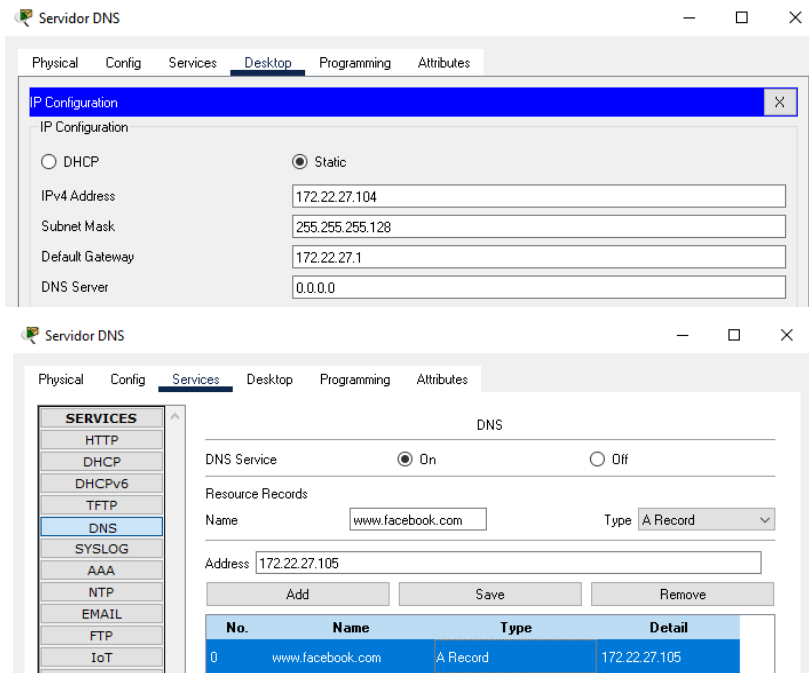 Servidor DNS
Physical Config Services Desktop Programming Attributes
IP Configuration X
IP Configuration
DHCP Static
IPv4 Address 172.22.27.104
Subnet Mask 255.255.255.128
Default Gateway 172.22.27.1
DNS Server 0.0.0.0
Servidor DNS
Physical Config Services Desktop Programming Attributes
SERVICES
HTTP
DHCP
DHCPv6
TFTP
DNS
SYSLOG
AAA
NTP
EMAIL
FTP
IoT
DNS
DNS Service On Off
Resource Records
Name www.facebook.com Type A Record
Address 172.22.27.105
Add Save Remove
No. Name Type Detail
0 www.facebook.com A Record 172.22.27.105